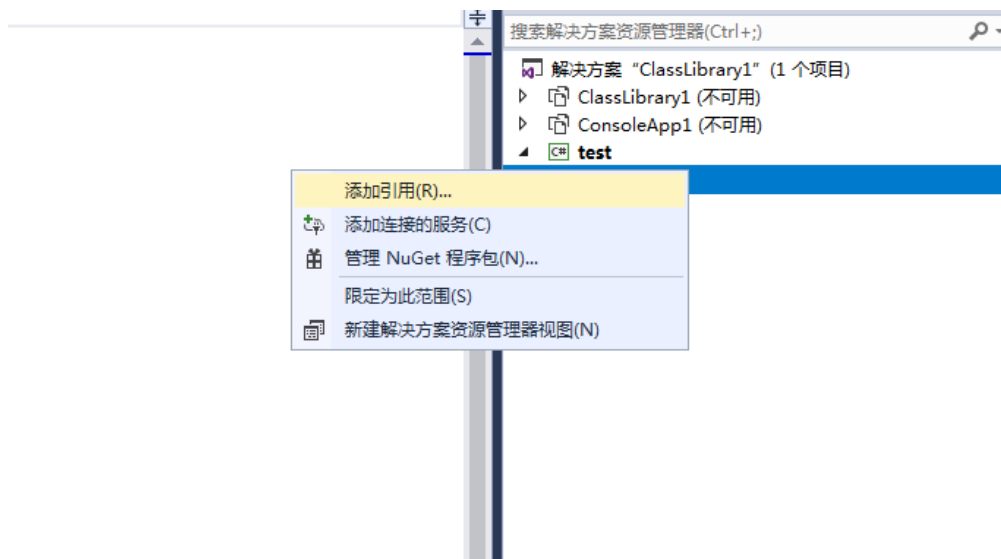 搜索解决方案资源管理器(Ctrl+;)
解决方案 “ClassLibrary1” (1 个项目)
ClassLibrary1 (不可用)
ConsoleApp1 (不可用)
C# test
添加引用(R)...
添加连接的服务(C)
管理 NuGet 程序包(N)...
限定为此范围(S)
新建解决方案资源管理器视图(N)